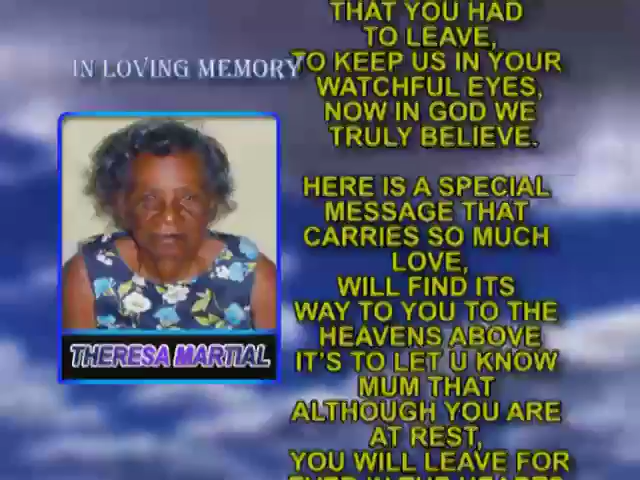 IN LOVING MEMORY
THERESA MARTIAL
THAT YOU HAD
TO LEAVE,
TO KEEP US IN YOUR
WATCHFUL EYES,
NOW IN GOD WE
TRULY BELIEVE.
HERE IS A SPECIAL
MESSAGE THAT
CARRIES SO MUCH
LOVE,
WILL FIND ITS
WAY TO YOU TO THE
HEAVENS ABOVE
IT'S TO LET U KNOW
MUM THAT
ALTHOUGH YOU ARE
AT REST,
YOU WILL LEAVE FOR